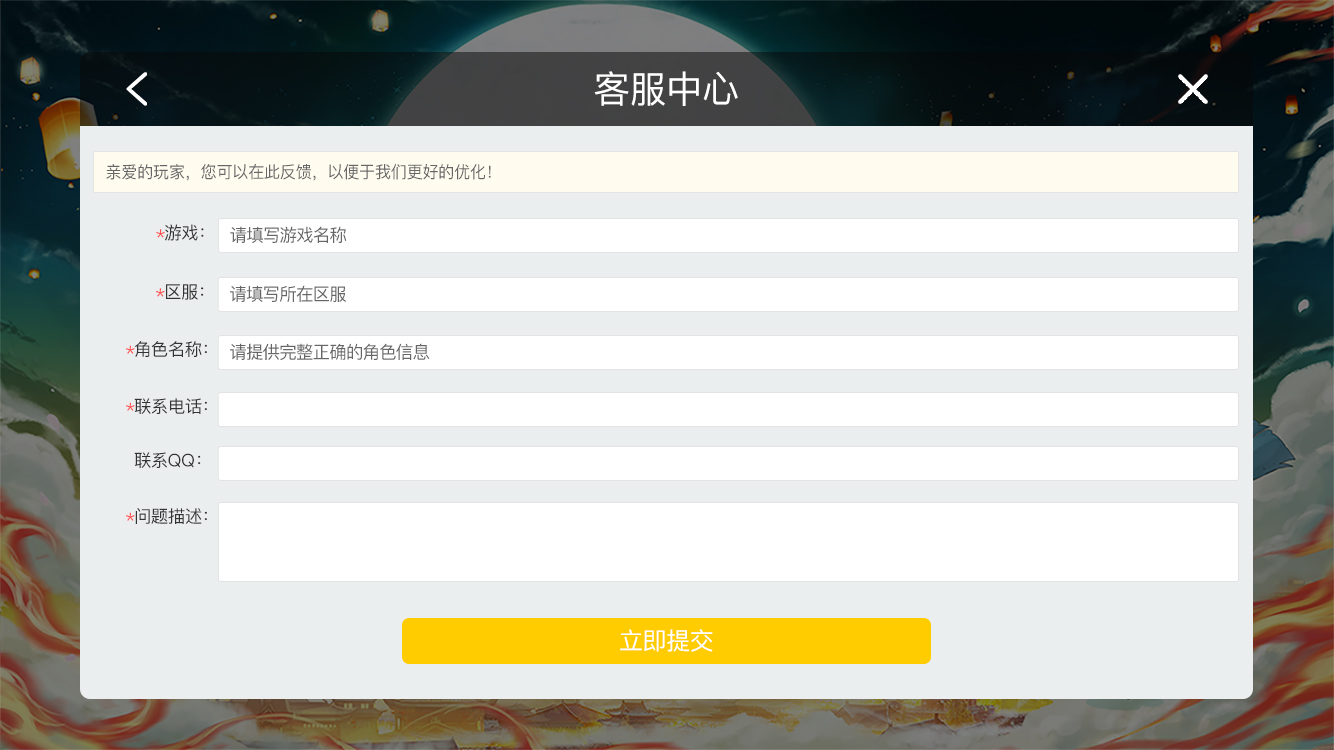 客服中心
亲爱的玩家，您可以在此反馈，以便于我们更好的优化！
*游戏： 请填写游戏名称
*区服： 请填写所在区服
*角色名称： 请提供完整正确的角色信息
*联系电话：
联系QQ：
*问题描述：
立即提交